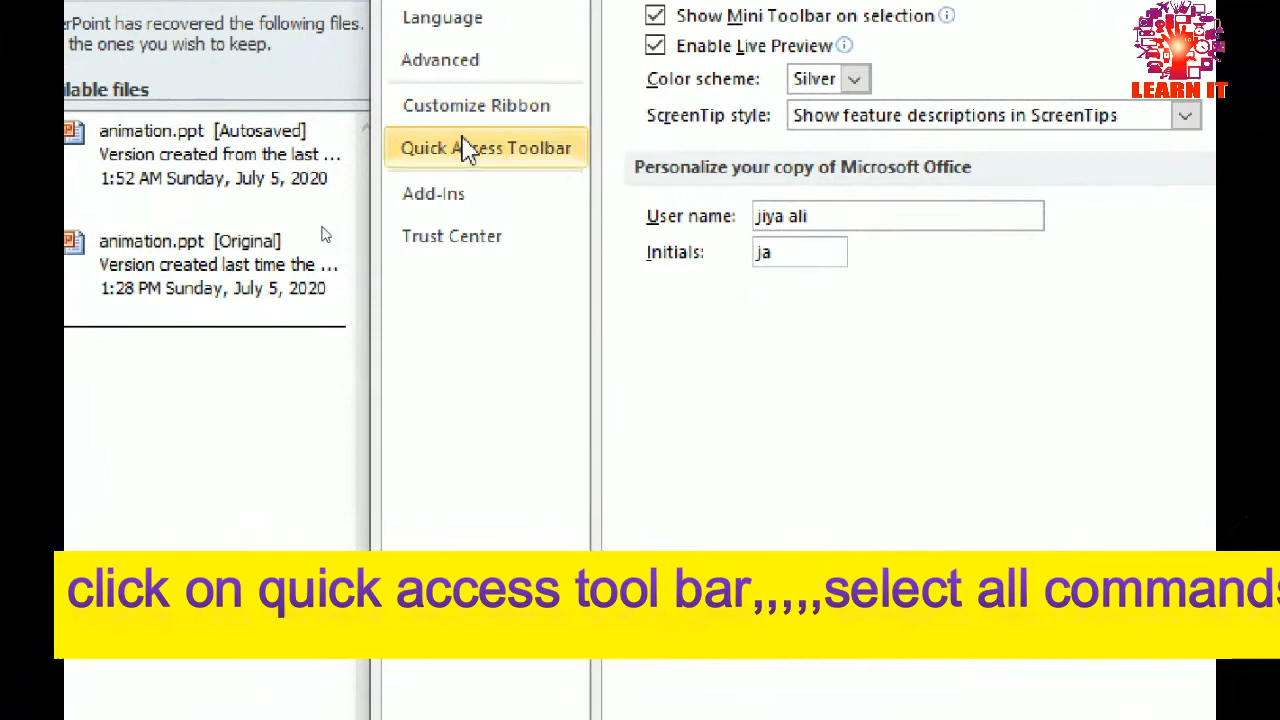 erPoint has recovered the following files.
the ones you wish to keep.
ilable files
animation.ppt [Autosaved]
Version created from the last ...
1:52 AM Sunday, July 5, 2020
animation.ppt [Original]
Version created last time the ...
1:28 PM Sunday, July 5, 2020
Language
Advanced
Customize Ribbon
Quick Access Toolbar
Add-Ins
Trust Center
Show Mini Toolbar on selection
Enable Live Preview
Color scheme: Silver
ScreenTip style: Show feature descriptions in ScreenTips
Personalize your copy of Microsoft Office
User name: jiya ali
Initials: ja
LEARN IT
click on quick access tool bar,,,,,select all commands